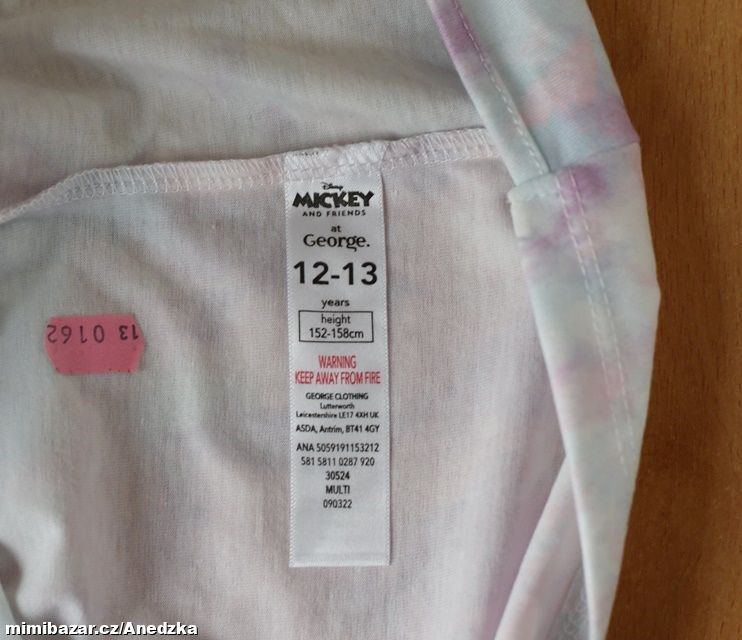 Disney
MICKEY
AND FRIENDS
at
George.
12-13
years
height
152-158cm
WARNING
KEEP AWAY FROM FIRE
GEORGE CLOTHING
Lutterworth
Leicestershire LE17 4XH UK
ASDA, Antrim, BT41 4GY
ANA 5059191153212
581 5811 0287 920
30524
MULTI
090322
13 0162
mimibazar.cz/Anedzka